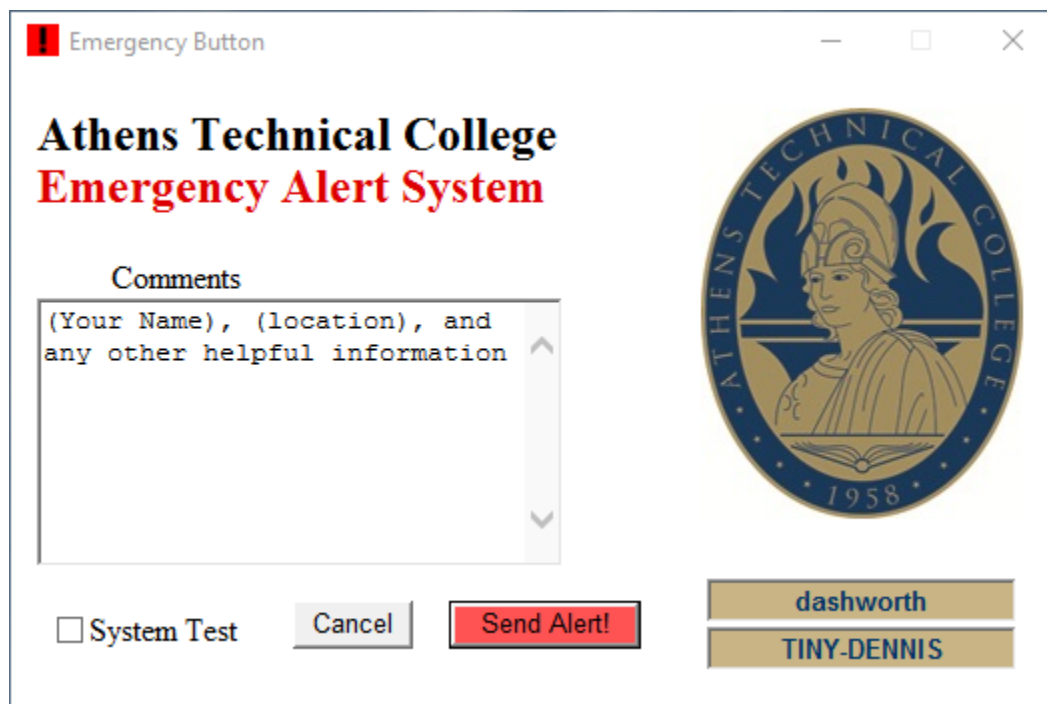 Emergency Button
Athens Technical College
Emergency Alert System
Comments
(Your Name), (location), and
any other helpful information
System Test
Cancel
Send Alert!
ATHENS TECHNICAL COLLEGE
1958
dashworth
TINY-DENNIS